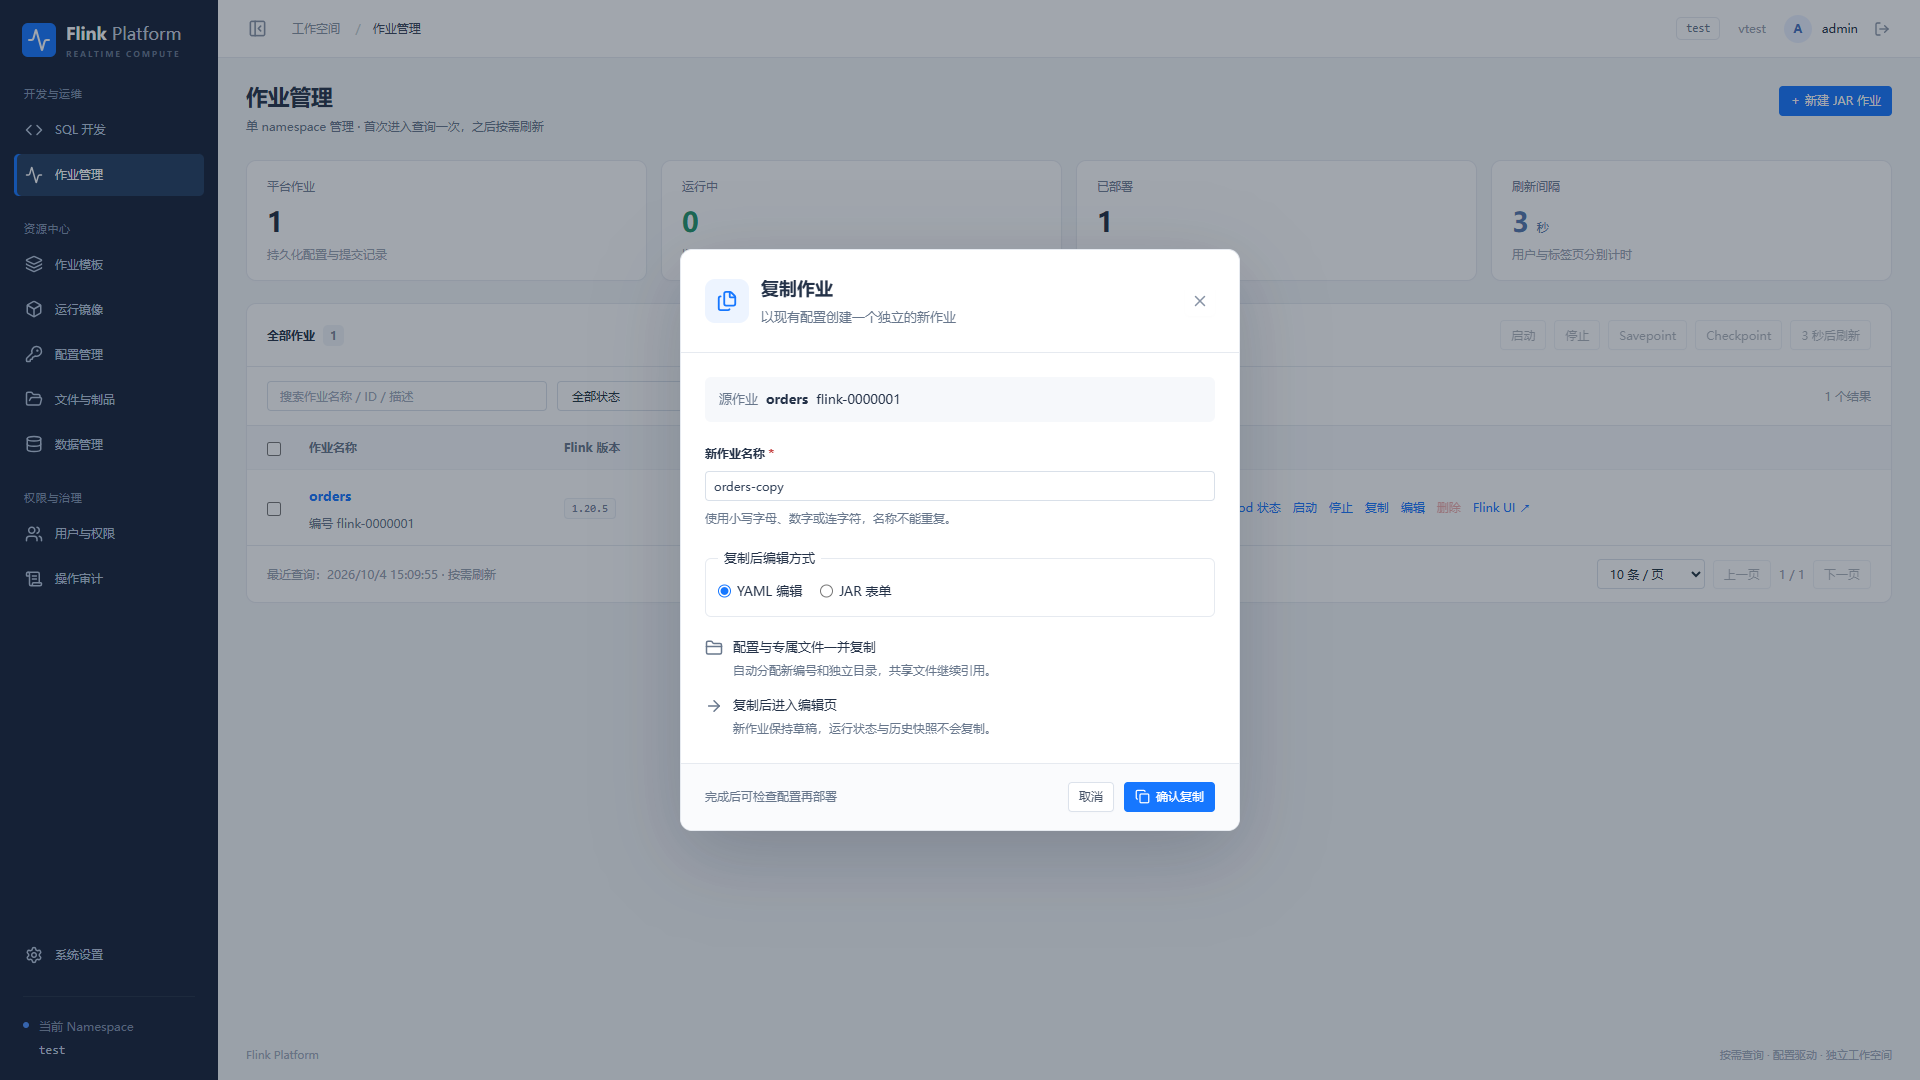 Flink Platform
REALTIME COMPUTE
开发与运维
SQL 开发
作业管理
资源中心
作业模板
运行镜像
配置管理
文件与制品
数据管理
权限与治理
用户与权限
操作审计
系统设置
当前 Namespace
test
工作空间 / 作业管理
test vtest A admin
作业管理
单 namespace 管理 · 首次进入查询一次，之后按需刷新
+ 新建 JAR 作业
平台作业
1
持久化配置与提交记录
运行中
0
已部署
1
刷新间隔
3 秒
用户与标签页分别计时
全部作业 1
启动 停止 Savepoint Checkpoint 3 秒后刷新
搜索作业名称 / ID / 描述
全部状态
1 个结果
作业名称 Flink 版本
orders
编号 flink-0000001
1.20.5
od 状态 启动 停止 复制 编辑 删除 Flink UI ↗
最近查询：2026/10/4 15:09:55 · 按需刷新
10 条 / 页 上一页 1 / 1 下一页
复制作业
以现有配置创建一个独立的新作业
源作业 orders flink-0000001
新作业名称 *
orders-copy
使用小写字母、数字或连字符，名称不能重复。
复制后编辑方式
YAML 编辑 JAR 表单
配置与专属文件一并复制
自动分配新编号和独立目录，共享文件继续引用。
复制后进入编辑页
新作业保持草稿，运行状态与历史快照不会复制。
完成后可检查配置再部署
取消 确认复制
Flink Platform
按需查询 · 配置驱动 · 独立工作空间